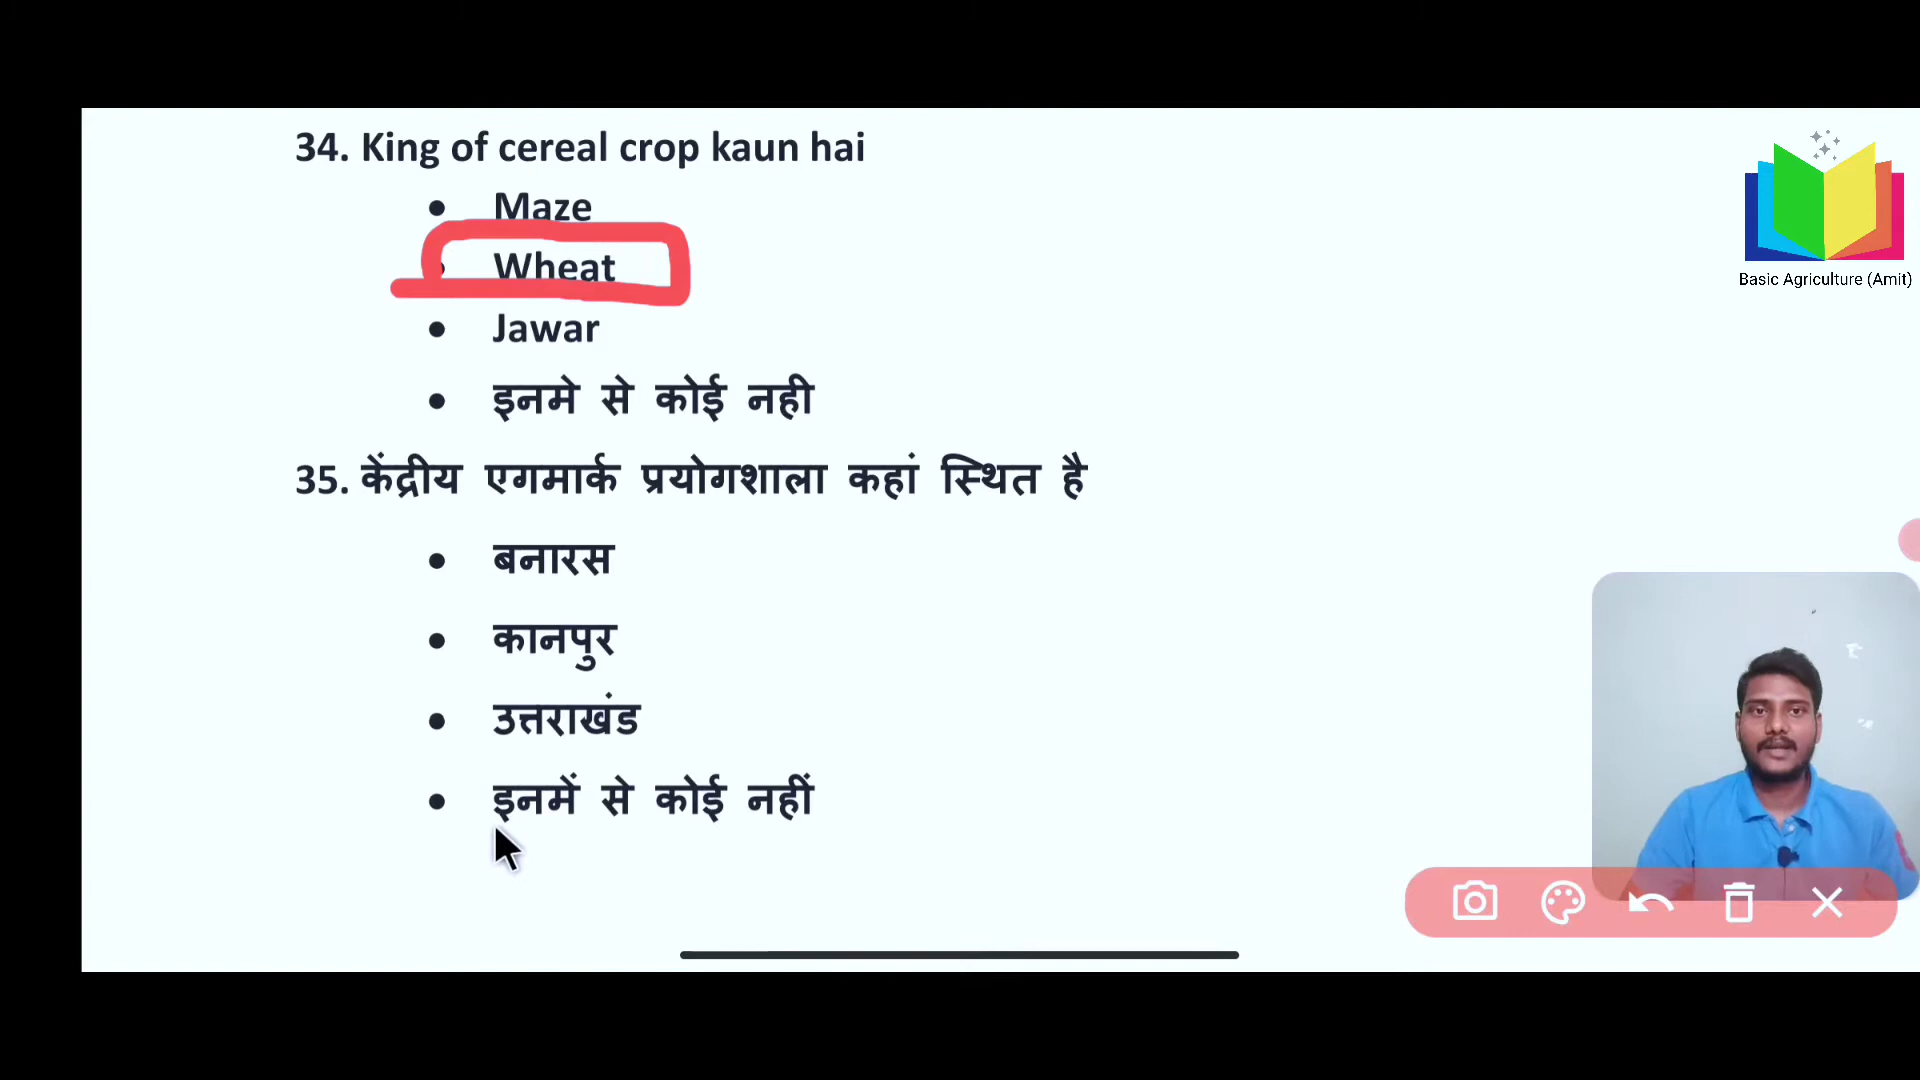 34. King of cereal crop kaun hai
• Maze
• Wheat
• Jawar
• इनमे से कोई नही
35. केंद्रीय एगमार्क प्रयोगशाला कहां स्थित है
• बनारस
• कानपुर
• उत्तराखंड
• इनमें से कोई नहीं
Basic Agriculture (Amit)